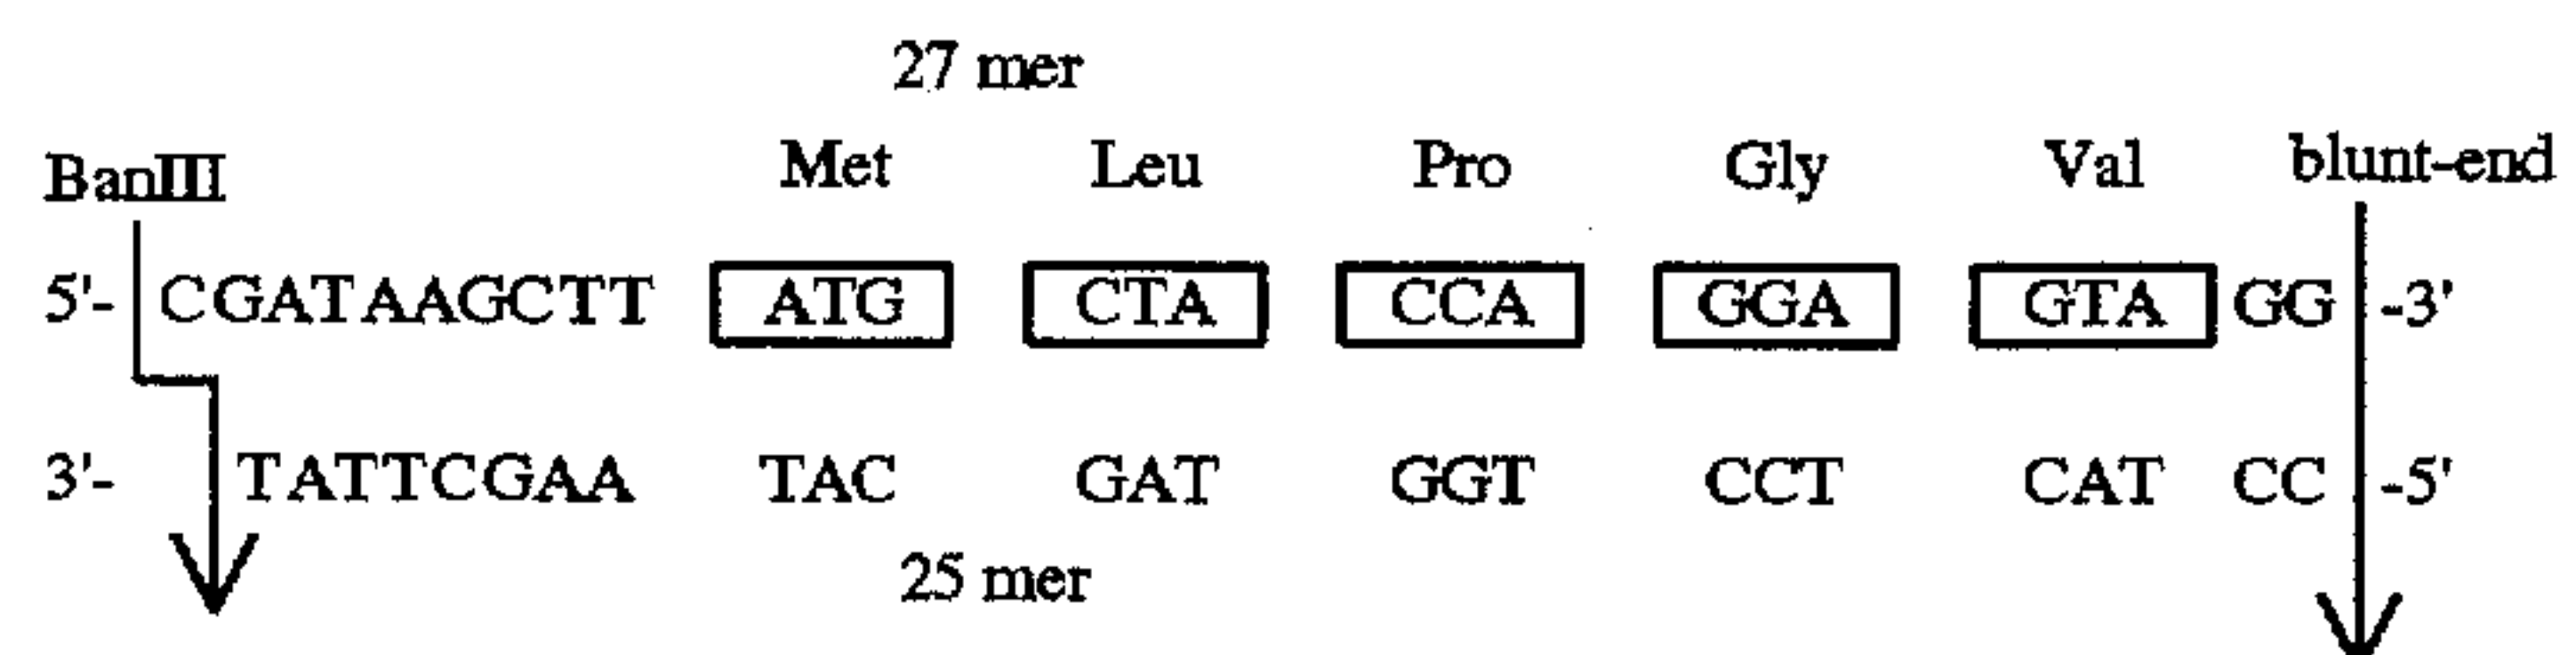 27 mer
BanIII Met Leu Pro Gly Val blunt-end
5'- CGATAAGCTT ATG CTA CCA GGA GTA GG -3'
3'- TATTCGAA TAC GAT GGT CCT CAT CC -5'
25 mer